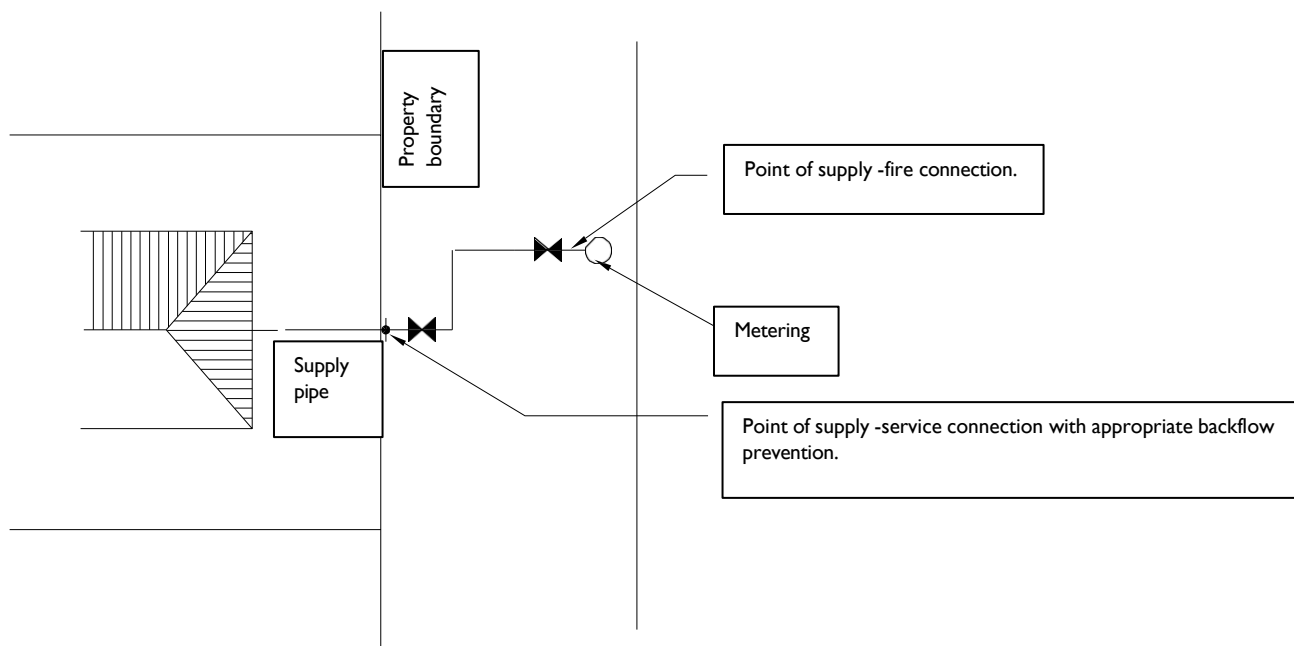 Property
boundary
Point of supply -fire connection.
Metering
Supply
pipe
Point of supply -service connection with appropriate backflow
prevention.